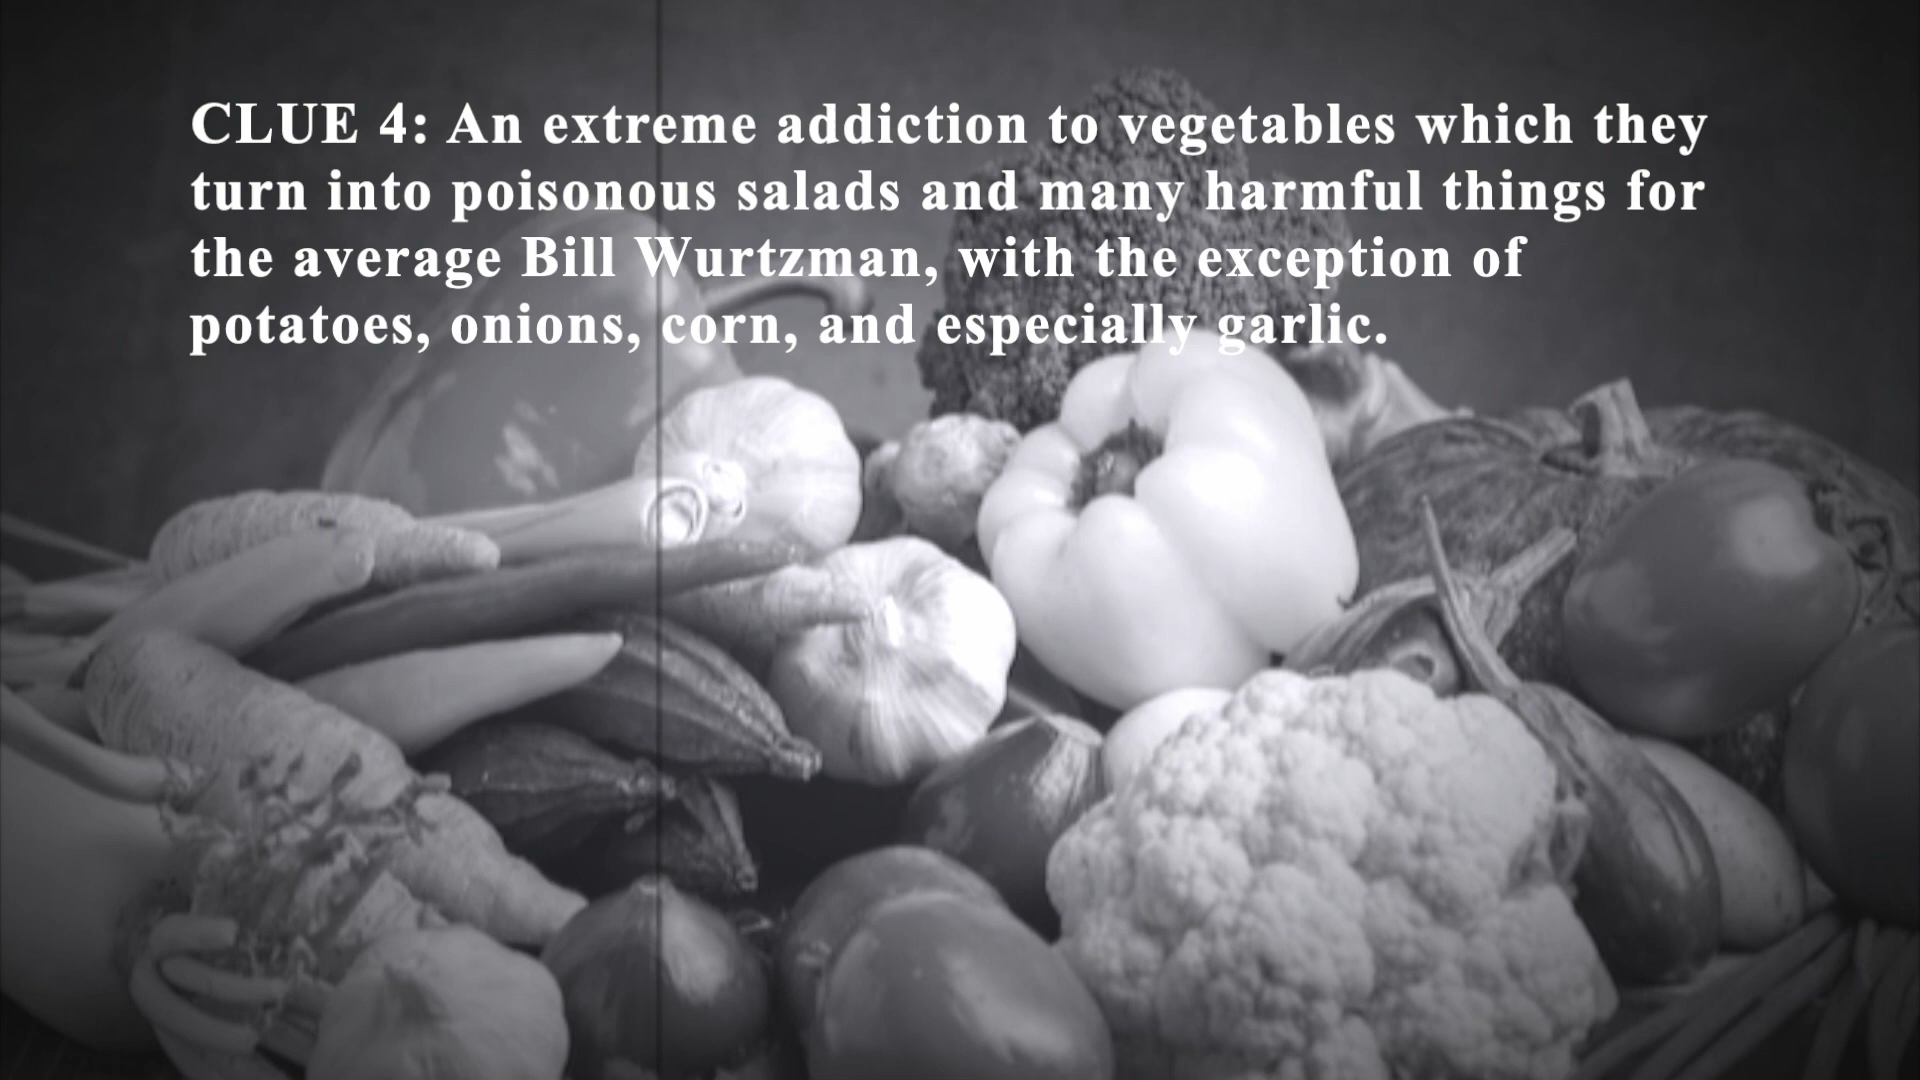 CLUE 4: An extreme addiction to vegetables which they
turn into poisonous salads and many harmful things for
the average Bill Wurtzman, with the exception of
potatoes, onions, corn, and especially garlic.